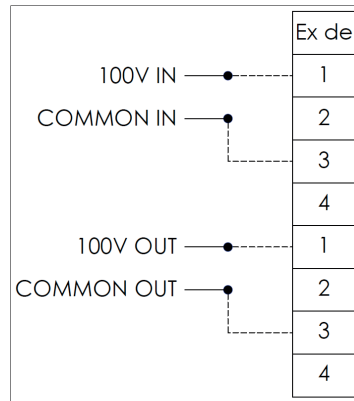 Ex de
100V IN 1
COMMON IN 2
3
4
100V OUT 1
COMMON OUT 2
3
4